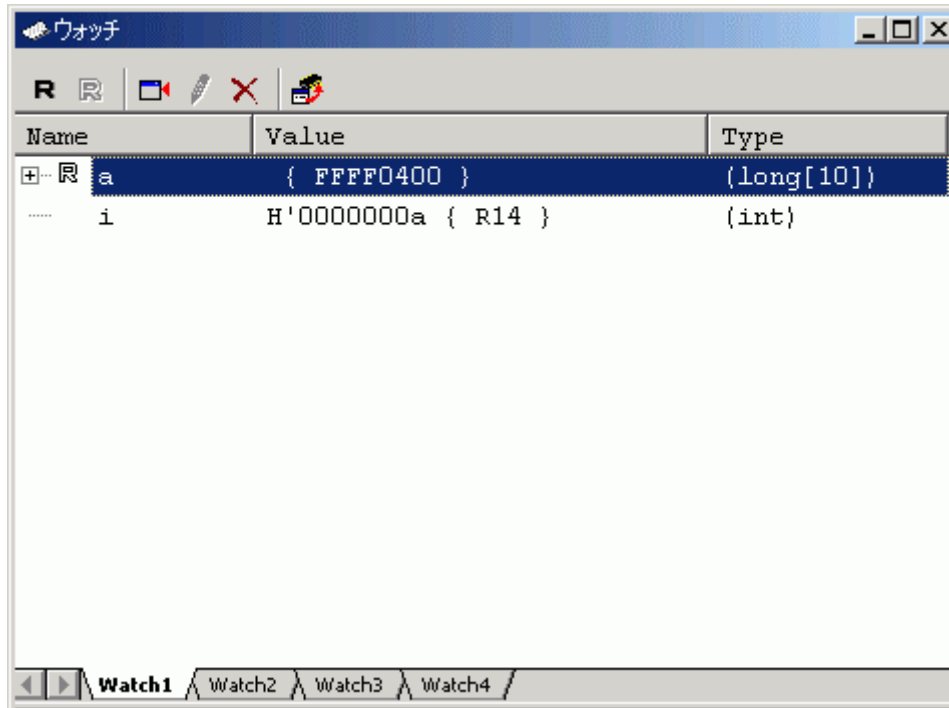 ウォッチ
R R
Name Value Type
R a { FFFF0400 } (long[10])
i H'0000000a { R14 } (int)
Watch1 Watch2 Watch3 Watch4